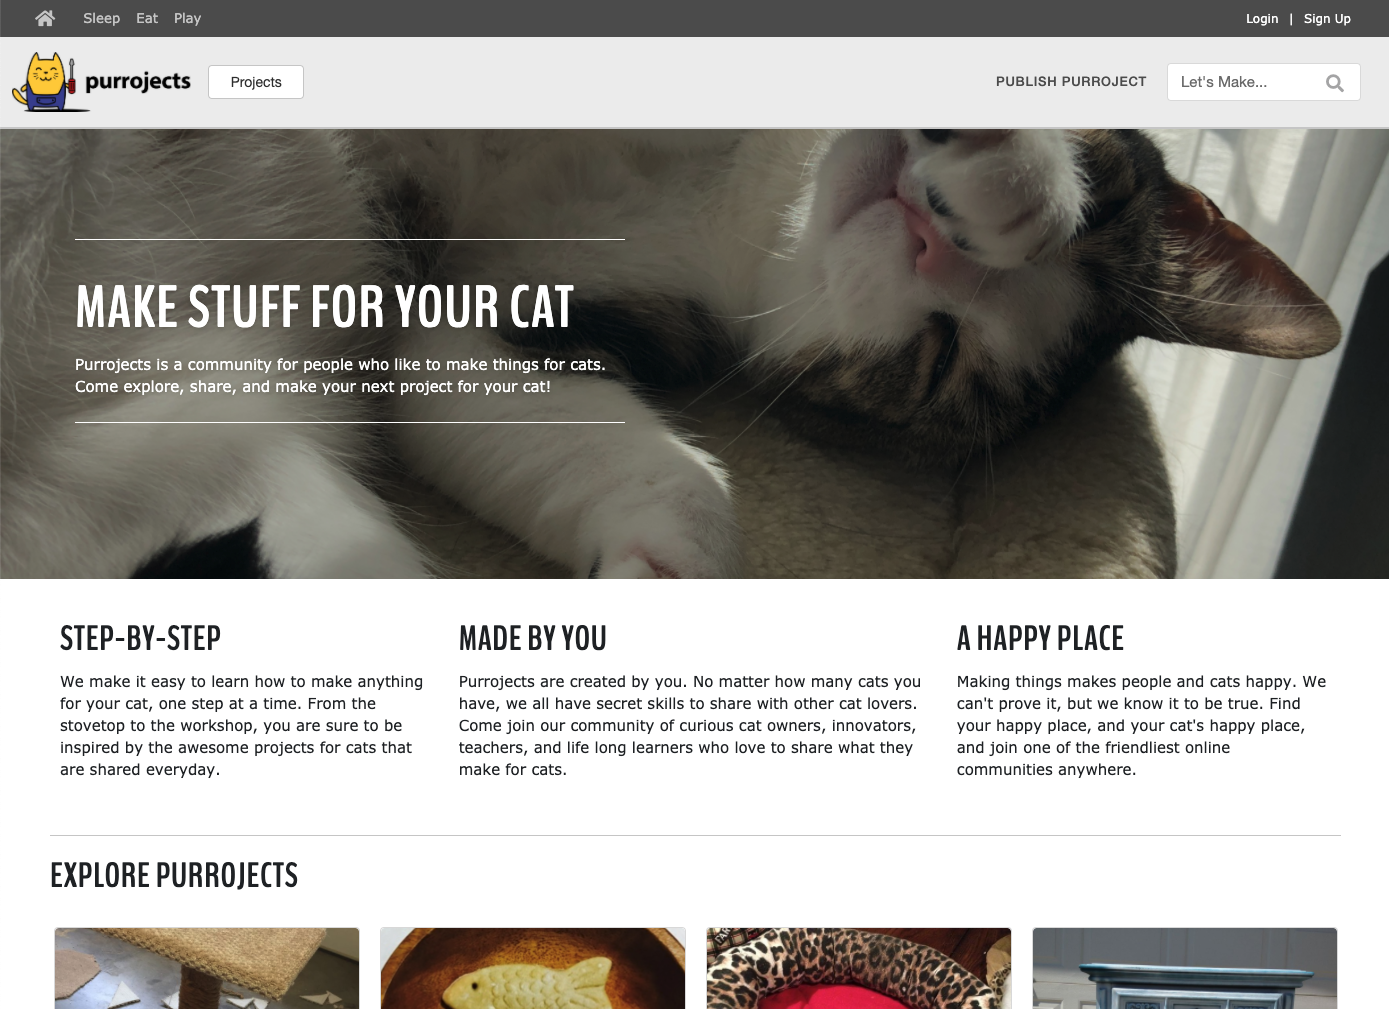 Sleep Eat Play
Login | Sign Up
purrojects
Projects
PUBLISH PURROJECT
Let's Make...
MAKE STUFF FOR YOUR CAT
Purrojects is a community for people who like to make things for cats.
Come explore, share, and make your next project for your cat!
STEP-BY-STEP
We make it easy to learn how to make anything
for your cat, one step at a time. From the
stovetop to the workshop, you are sure to be
inspired by the awesome projects for cats that
are shared everyday.
MADE BY YOU
Purrojects are created by you. No matter how many cats you
have, we all have secret skills to share with other cat lovers.
Come join our community of curious cat owners, innovators,
teachers, and life long learners who love to share what they
make for cats.
A HAPPY PLACE
Making things makes people and cats happy. We
can't prove it, but we know it to be true. Find
your happy place, and your cat's happy place,
and join one of the friendliest online
communities anywhere.
EXPLORE PURROJECTS